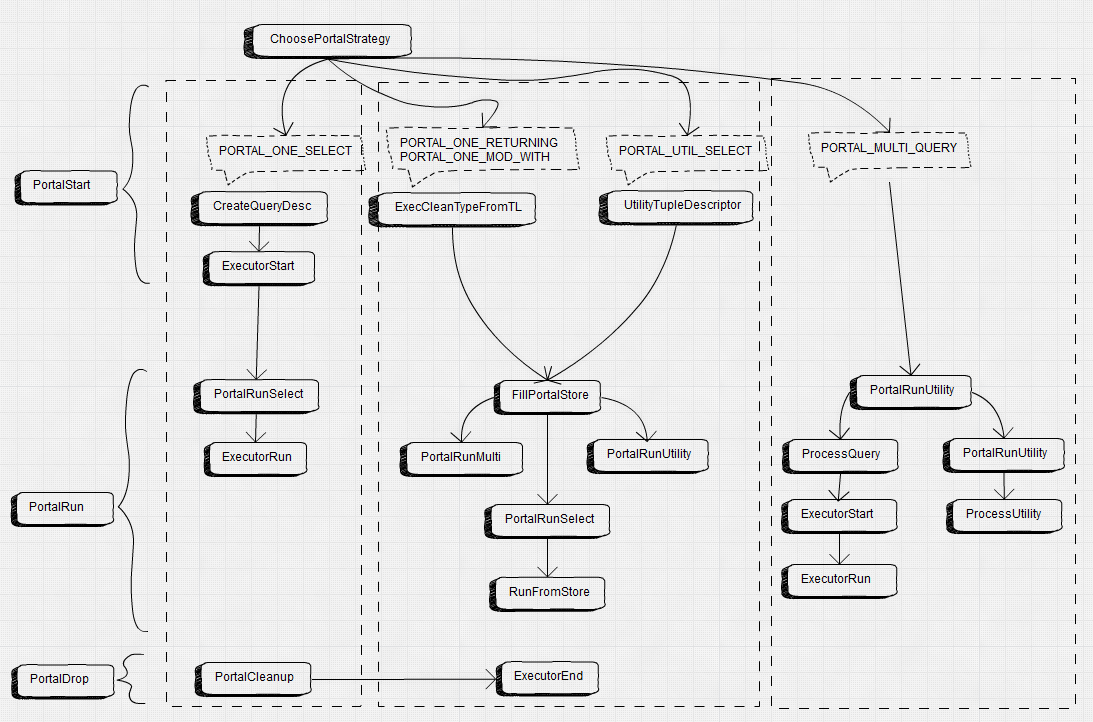 ChoosePortalStrategy
PORTAL_ONE_SELECT
PORTAL_ONE_RETURNING
PORTAL_ONE_MOD_WITH
PORTAL_UTIL_SELECT
PORTAL_MULTI_QUERY
PortalStart
CreateQueryDesc
ExecCleanTypeFromTL
UtilityTupleDescriptor
ExecutorStart
PortalRunSelect
FillPortalStore
PortalRunUtility
ExecutorRun
PortalRunMulti
PortalRunUtility
ProcessQuery
PortalRunUtility
PortalRun
PortalRunSelect
ExecutorStart
ProcessUtility
RunFromStore
ExecutorRun
PortalDrop
PortalCleanup
ExecutorEnd